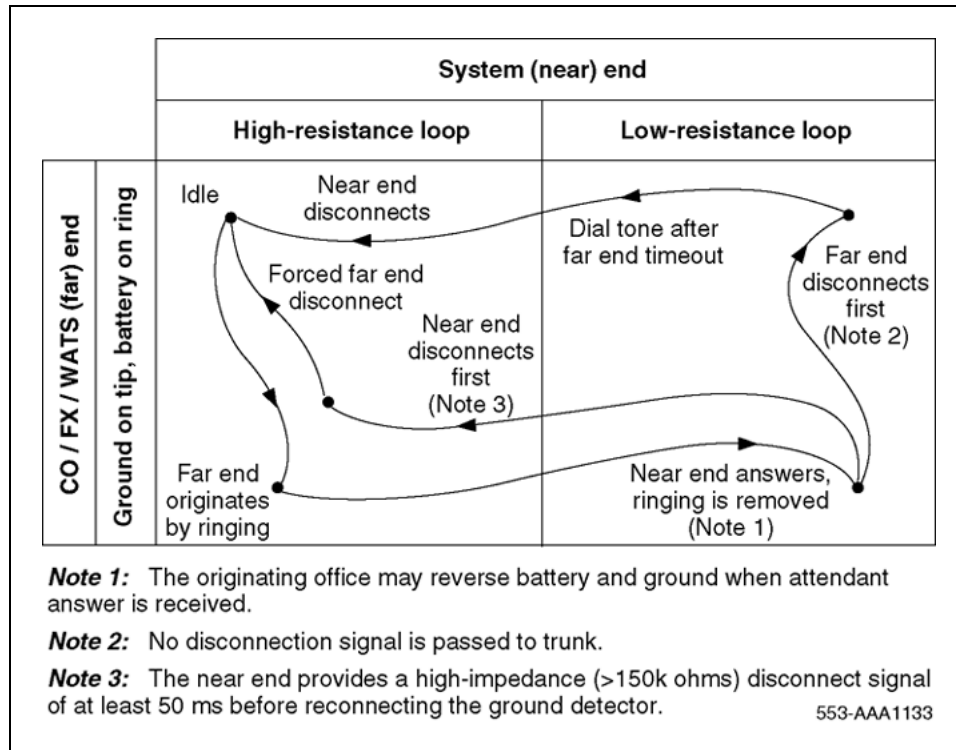 System (near) end
High-resistance loop
Low-resistance loop
CO / FX / WATS (far) end
Ground on tip, battery on ring
Idle
Near end
disconnects
Dial tone after
far end timeout
Forced far end
disconnect
Far end
disconnects
first
(Note 2)
Near end
disconnects
first
(Note 3)
Far end
originates
by ringing
Near end answers,
ringing is removed
(Note 1)
Note 1: The originating office may reverse battery and ground when attendant
answer is received.
Note 2: No disconnection signal is passed to trunk.
Note 3: The near end provides a high-impedance (>150k ohms) disconnect signal
of at least 50 ms before reconnecting the ground detector.
553-AAA1133